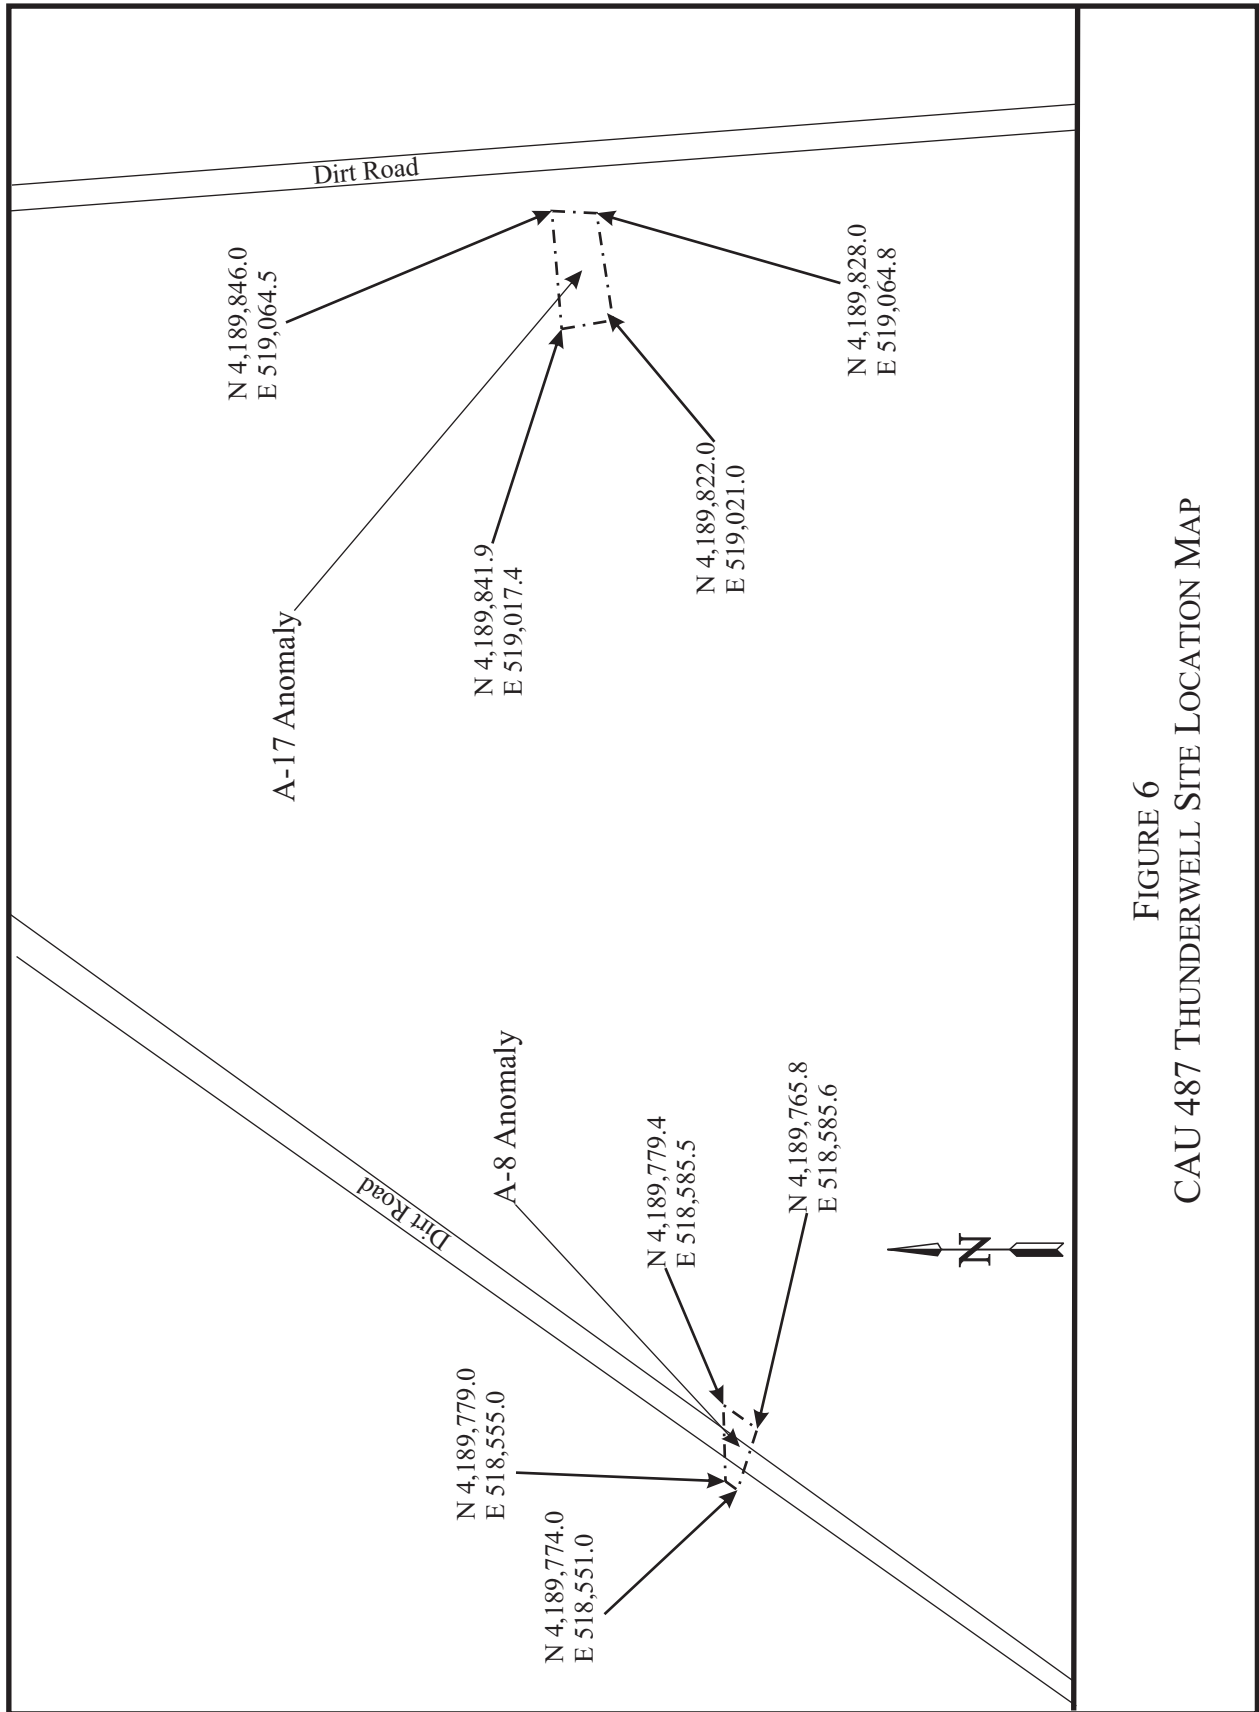 Dirt Road
N 4,189,846.0
E 519,064.5
A-17 Anomaly
N 4,189,841.9
E 519,017.4
N 4,189,822.0
E 519,021.0
N 4,189,828.0
E 519,064.8
Dirt Road
A-8 Anomaly
N 4,189,779.0
E 518,555.0
N 4,189,774.0
E 518,551.0
N 4,189,779.4
E 518,585.5
N 4,189,765.8
E 518,585.6
N
FIGURE 6
CAU 487 THUNDERWELL SITE LOCATION MAP